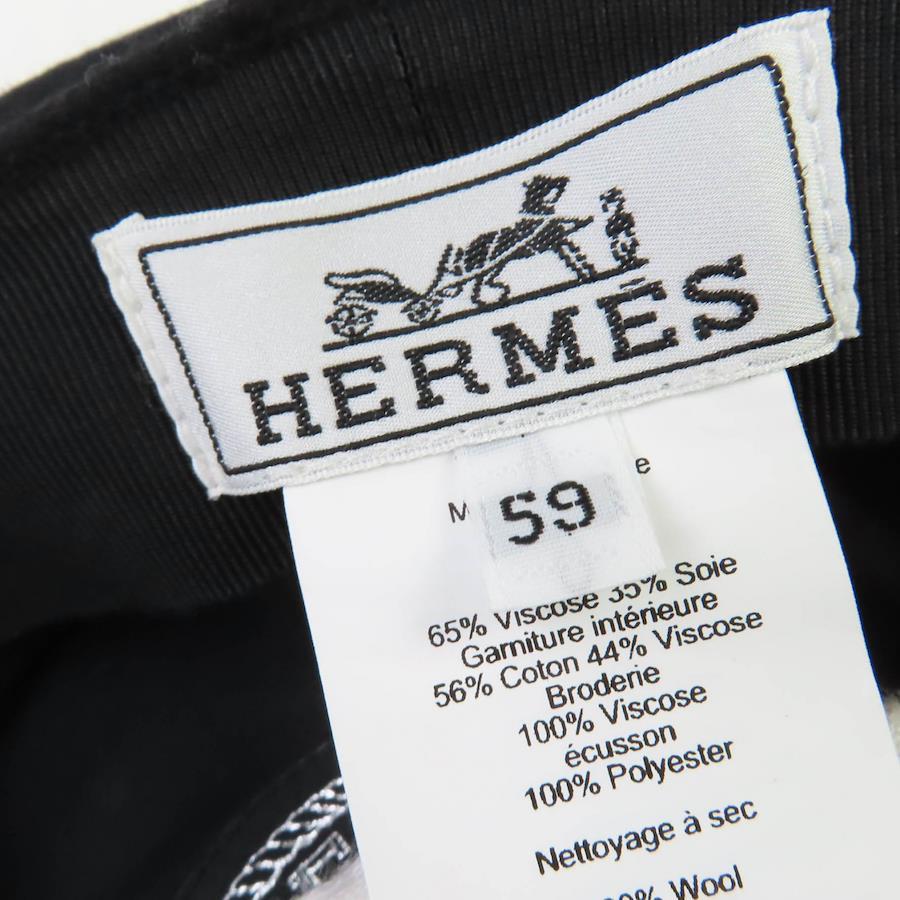 HERMES
59
65% Viscose 35% Soie
Garniture intérieure
56% Coton 44% Viscose
Broderie
100% Viscose
écusson
100% Polyester
Nettoyage à sec
Wool